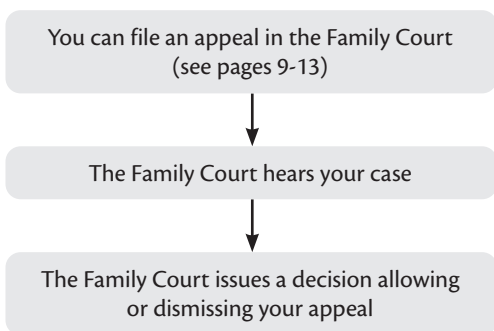 You can file an appeal in the Family Court
(see pages 9-13)
The Family Court hears your case
The Family Court issues a decision allowing
or dismissing your appeal